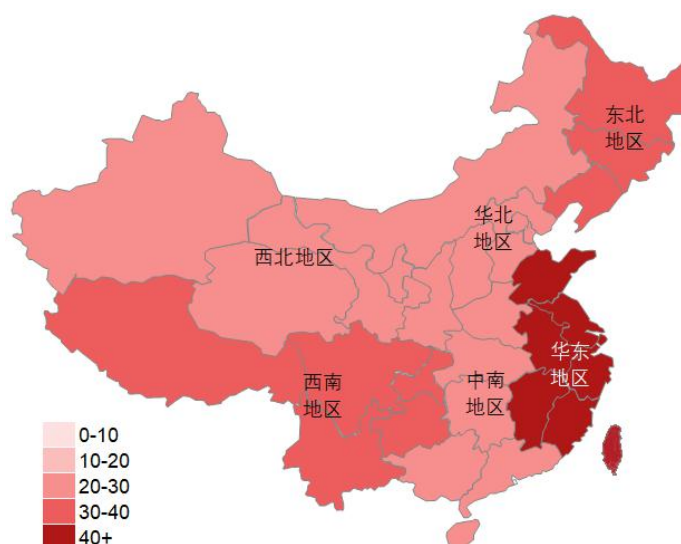 东北
地区
华北
地区
西北地区
华东
地区
西南
地区
中南
地区
0-10
10-20
20-30
30-40
40+